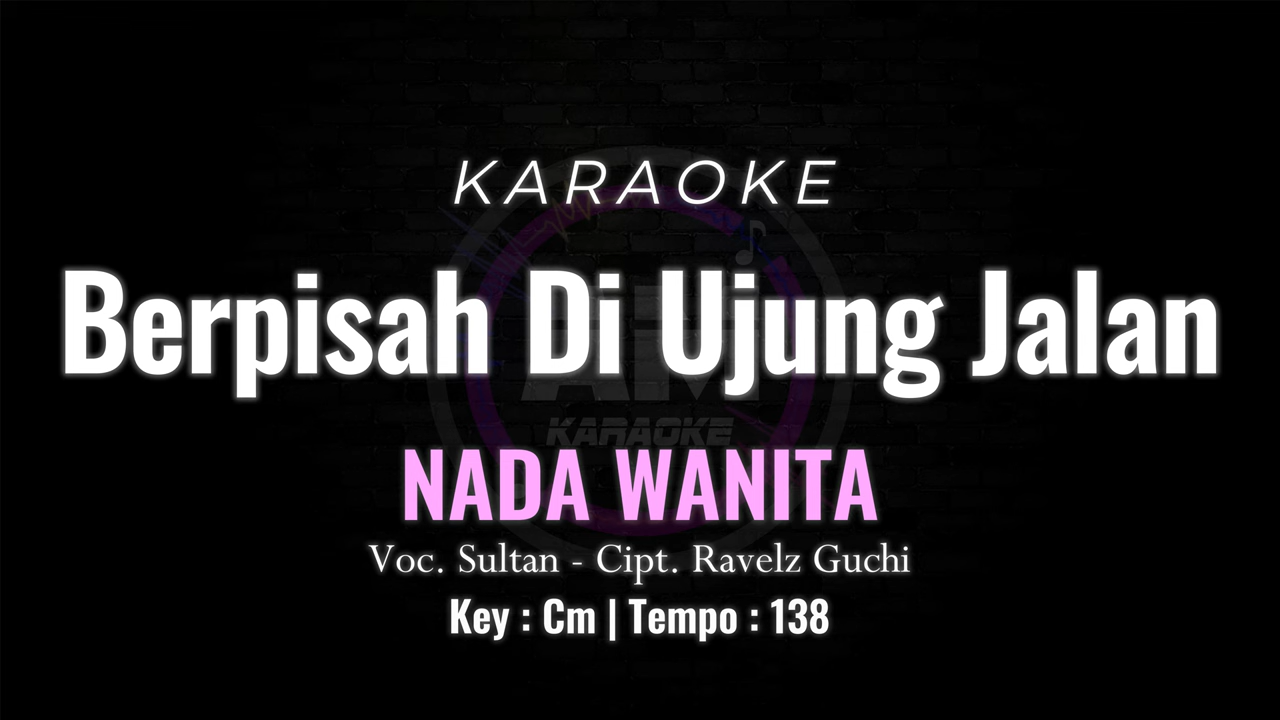 KARAOKE
Berpisah Di Ujung Jalan
AM
KARAOKE
NADA WANITA
Voc. Sultan - Cipt. Ravelz Guchi
Key : Cm | Tempo : 138